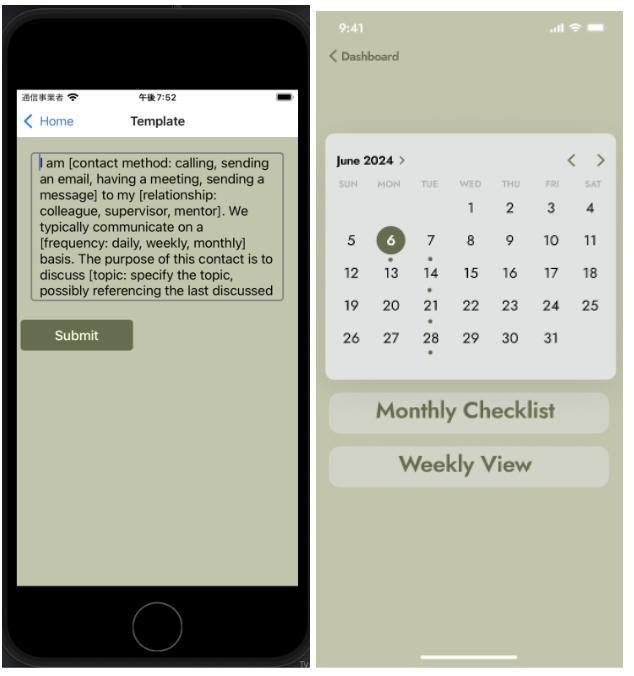 通信事業者
午後7:52
Home
Template
I am [contact method: calling, sending
an email, having a meeting, sending a
message] to my [relationship:
colleague, supervisor, mentor]. We
typically communicate on a
[frequency: daily, weekly, monthly]
basis. The purpose of this contact is to
discuss [topic: specify the topic,
possibly referencing the last discussed
Submit
TV
9:41
Dashboard
June 2024
SUN MON TUE WED THU FRI SAT
1 2 3 4
5 6 7 8 9 10 11
12 13 14 15 16 17 18
19 20 21 22 23 24 25
26 27 28 29 30 31
Monthly Checklist
Weekly View